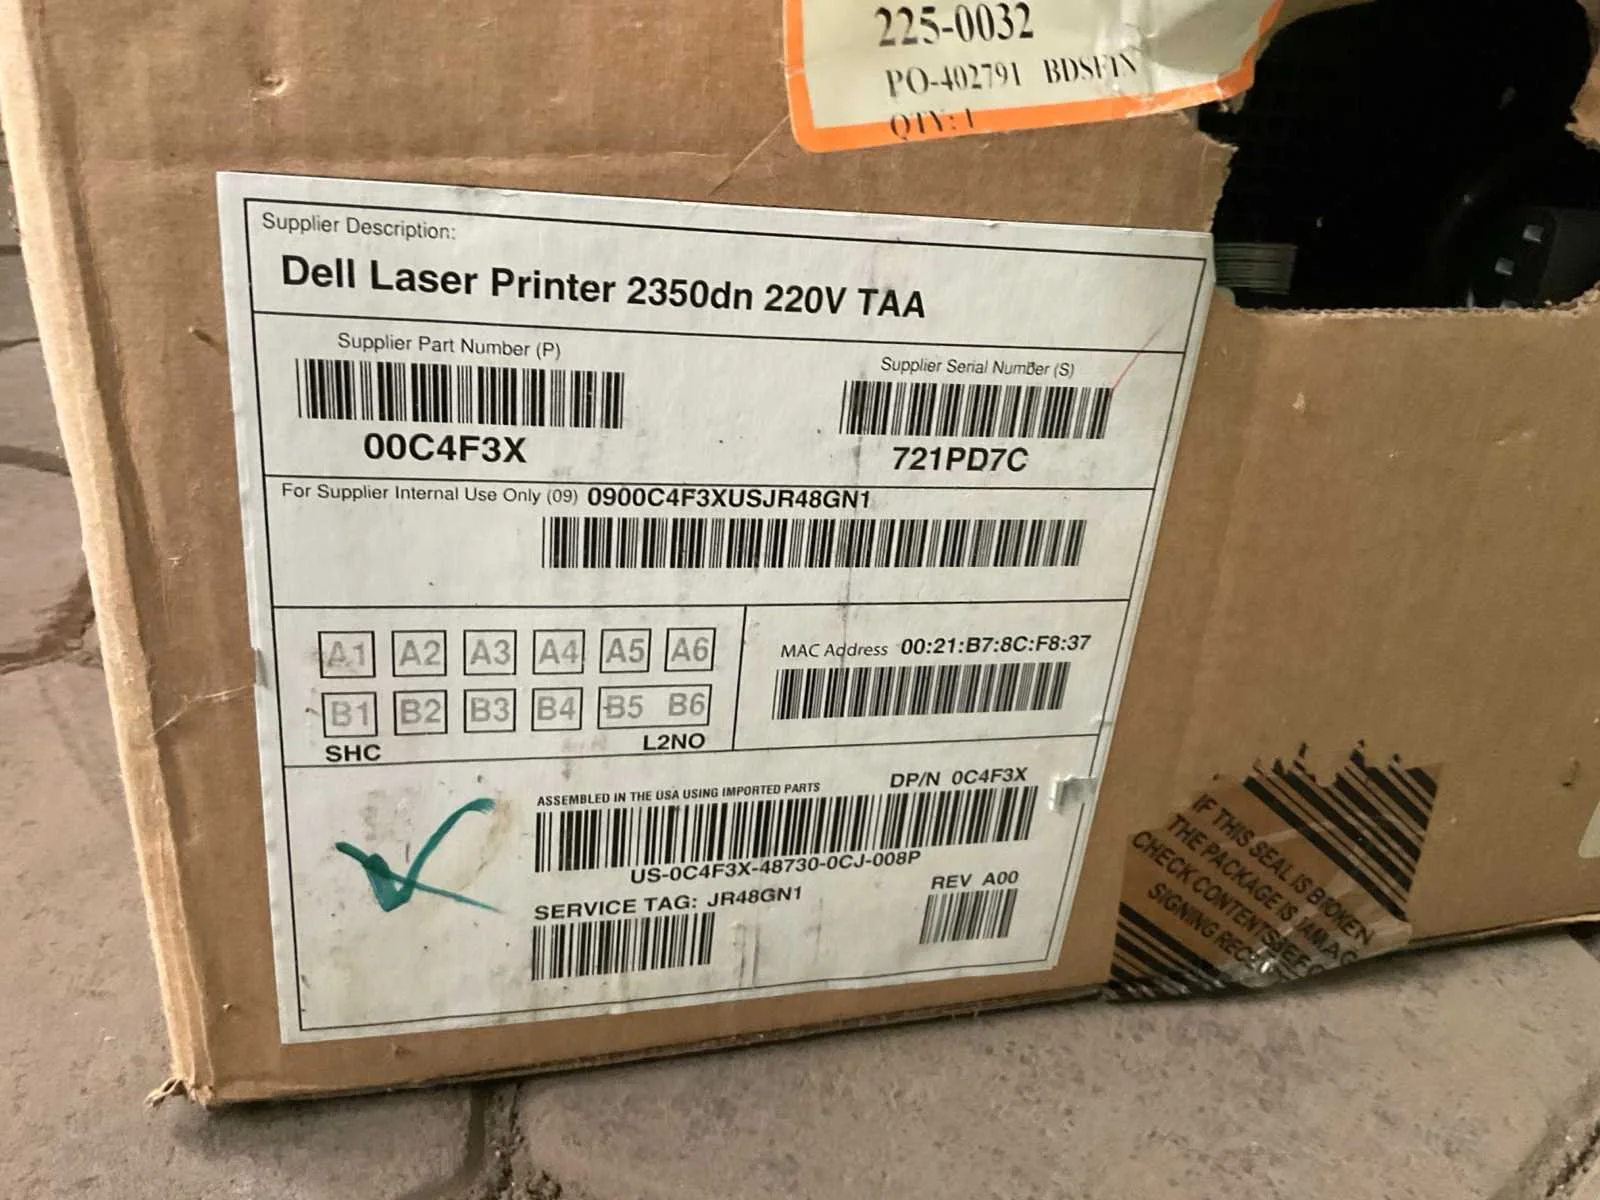 225-0032
PO-402791 BDSFIN
QTY: 1
Supplier Description:
Dell Laser Printer 2350dn 220V TAA
Supplier Part Number (P)
00C4F3X
Supplier Serial Number (S)
721PD7C
For Supplier Internal Use Only (09) 0900C4F3XUSJR48GN1
A1 A2 A3 A4 A5 A6
B1 B2 B3 B4 B5 B6
SHC L2NO
MAC Address 00:21:B7:8C:F8:37
ASSEMBLED IN THE USA USING IMPORTED PARTS
DP/N 0C4F3X
US-0C4F3X-48730-0CJ-008P
SERVICE TAG: JR48GN1
REV A00
IF THIS SEAL IS BROKEN
THE PACKAGE IS
CHECK CONTENTS
SIGNING